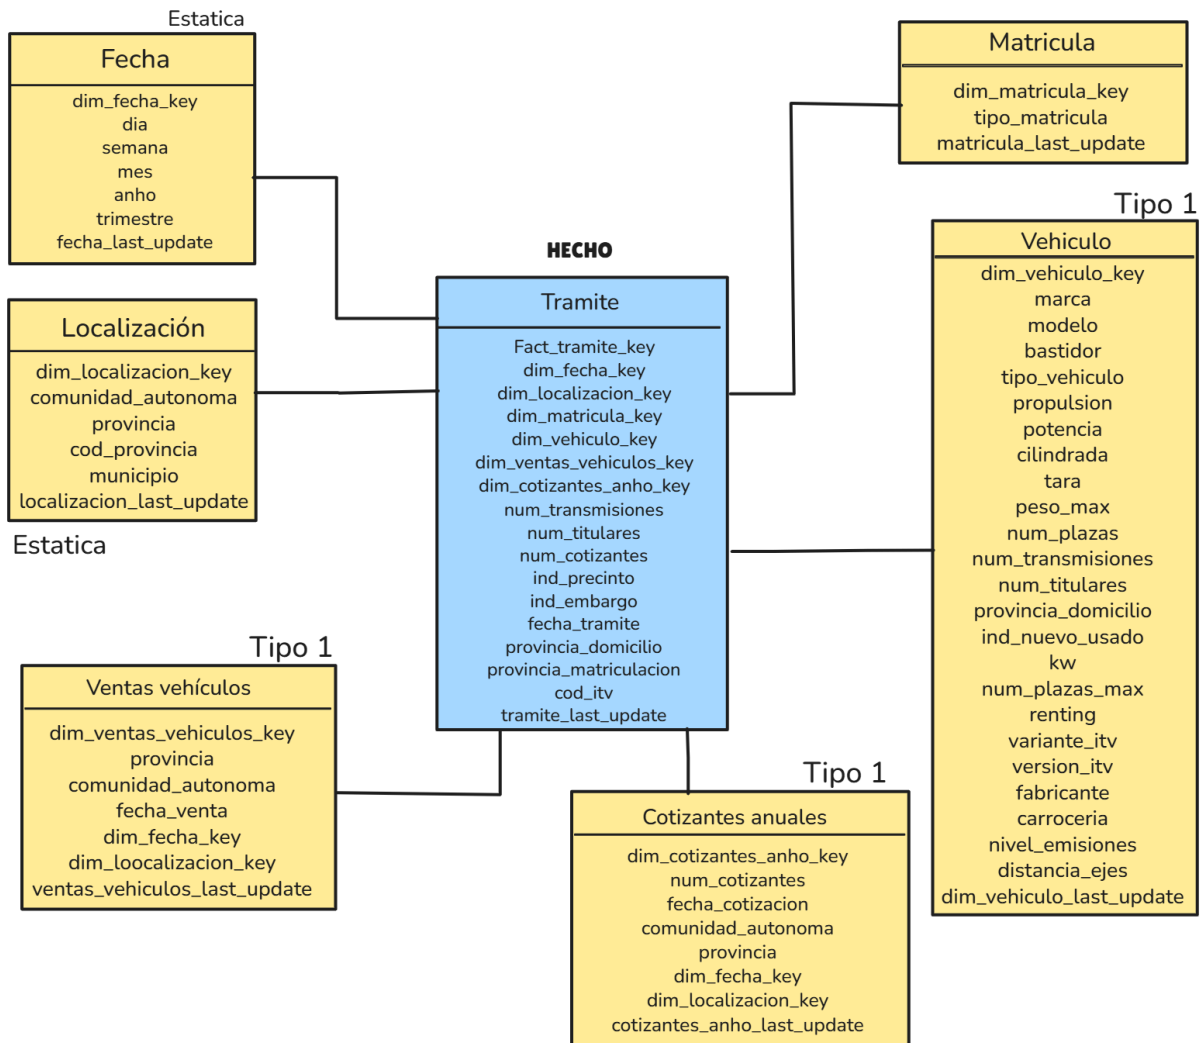 Estatica
Fecha
dim_fecha_key
dia
semana
mes
anho
trimestre
fecha_last_update
Matricula
dim_matricula_key
tipo_matricula
matricula_last_update
Localización
dim_localizacion_key
comunidad_autonoma
provincia
cod_provincia
municipio
localizacion_last_update
Estatica
HECHO
Tramite
Fact_tramite_key
dim_fecha_key
dim_localizacion_key
dim_matricula_key
dim_vehiculo_key
dim_ventas_vehiculos_key
dim_cotizantes_anho_key
num_transmisiones
num_titulares
num_cotizantes
ind_precinto
ind_embargo
fecha_tramite
provincia_domicilio
provincia_matriculacion
cod_itv
tramite_last_update
Tipo 1
Vehiculo
dim_vehiculo_key
marca
modelo
bastidor
tipo_vehiculo
propulsion
potencia
cilindrada
tara
peso_max
num_plazas
num_transmisiones
num_titulares
provincia_domicilio
ind_nuevo_usado
kw
num_plazas_max
renting
variante_itv
version_itv
fabricante
carroceria
nivel_emisiones
distancia_ejes
dim_vehiculo_last_update
Tipo 1
Ventas vehículos
dim_ventas_vehiculos_key
provincia
comunidad_autonoma
fecha_venta
dim_fecha_key
dim_loocalizacion_key
ventas_vehiculos_last_update
Tipo 1
Cotizantes anuales
dim_cotizantes_anho_key
num_cotizantes
fecha_cotizacion
comunidad_autonoma
provincia
dim_fecha_key
dim_localizacion_key
cotizantes_anho_last_update